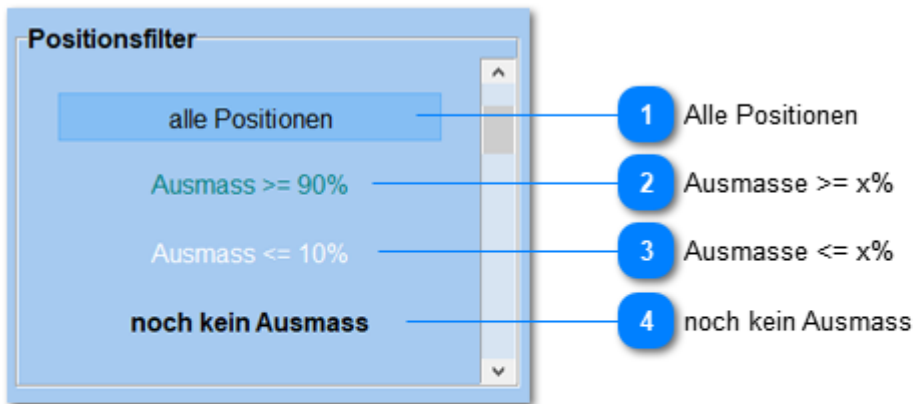 Positionsfilter
alle Positionen
1 Alle Positionen
Ausmass >= 90%
2 Ausmasse >= x%
Ausmass <= 10%
3 Ausmasse <= x%
noch kein Ausmass
4 noch kein Ausmass